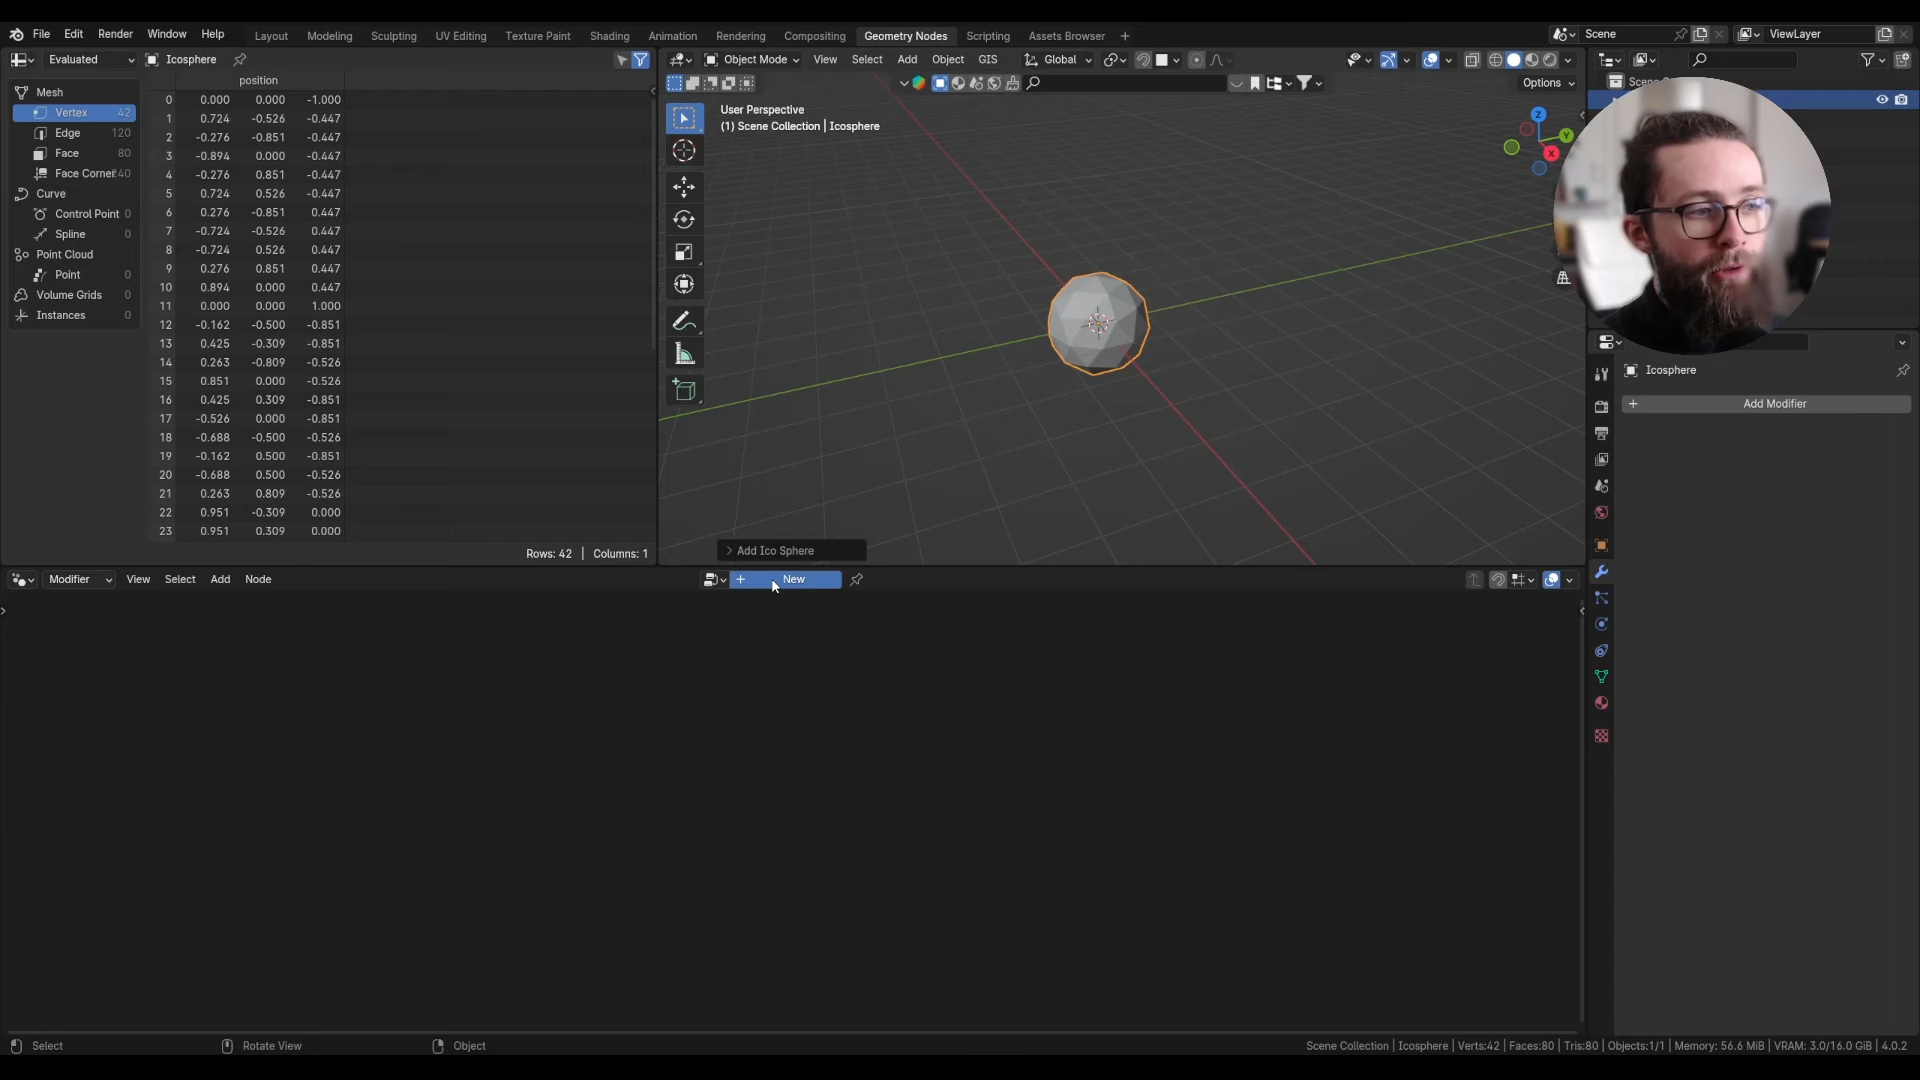 File Edit Render Window Help Layout Modeling Sculpting UV Editing Texture Paint Shading Animation Rendering Compositing Geometry Nodes Scripting Assets Browser + Scene ViewLayer
Evaluated Icosphere
position
Mesh
Vertex 42
Edge 120
Face 80
Face Corner 240
Curve
Control Point 0
Spline 0
Point Cloud
Point 0
Volume Grids 0
Instances 0
0 0.000 0.000 -1.000
1 0.724 -0.526 -0.447
2 -0.276 -0.851 -0.447
3 -0.894 0.000 -0.447
4 -0.276 0.851 -0.447
5 0.724 0.526 -0.447
6 0.276 -0.851 0.447
7 -0.724 -0.526 0.447
8 -0.724 0.526 0.447
9 0.276 0.851 0.447
10 0.894 0.000 0.447
11 0.000 0.000 1.000
12 -0.162 -0.500 -0.851
13 0.425 -0.309 -0.851
14 0.263 -0.809 -0.526
15 0.851 0.000 -0.526
16 0.425 0.309 -0.851
17 -0.526 0.000 -0.851
18 -0.688 -0.500 -0.526
19 -0.162 0.500 -0.851
20 -0.688 0.500 -0.526
21 0.263 0.809 -0.526
22 0.951 -0.309 0.000
23 0.951 0.309 0.000
Rows: 42 | Columns: 1
Object Mode View Select Add Object GIS Global
Options
User Perspective
(1) Scene Collection | Icosphere
Z
Y
X
Add Ico Sphere
Icosphere
+ Add Modifier
Modifier View Select Add Node + New
Select Rotate View Object Scene Collection | Icosphere | Verts:42 | Faces:80 | Tris:80 | Objects:1/1 | Memory: 56.6 MiB | VRAM: 3.0/16.0 GiB | 4.0.2